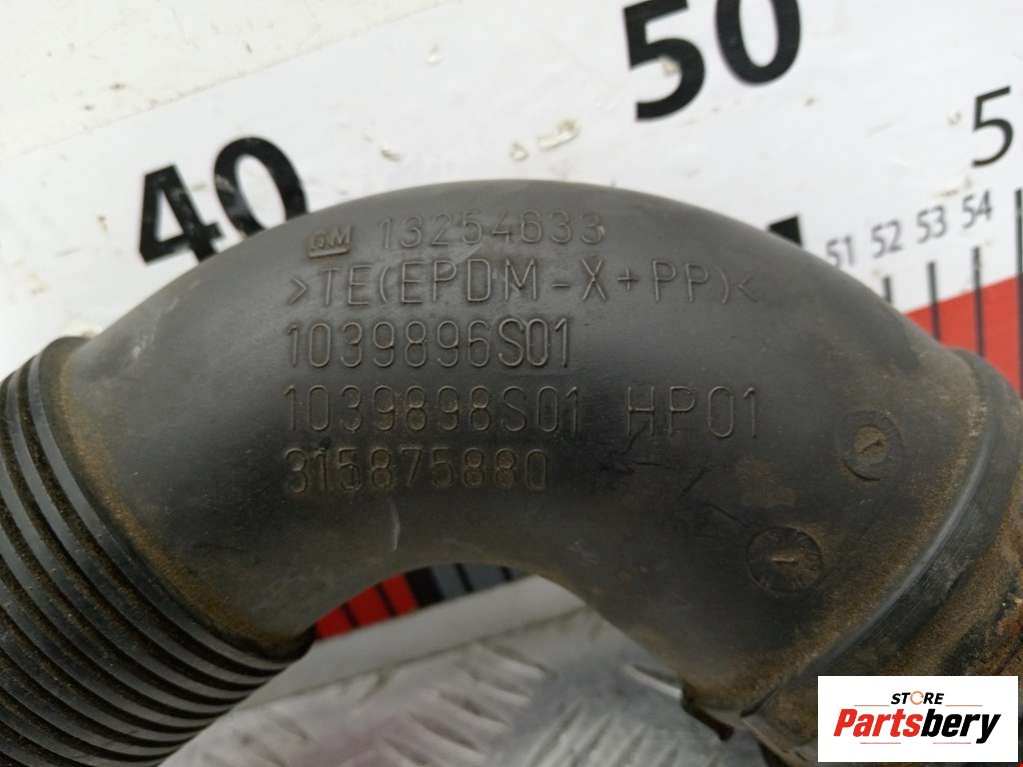 40
50
5
51 52 53 54
GM 13254633
>TE(EPDM-X+PP)<
1039896S01
1039898S01 HP01
315875880
STORE
Partsbery